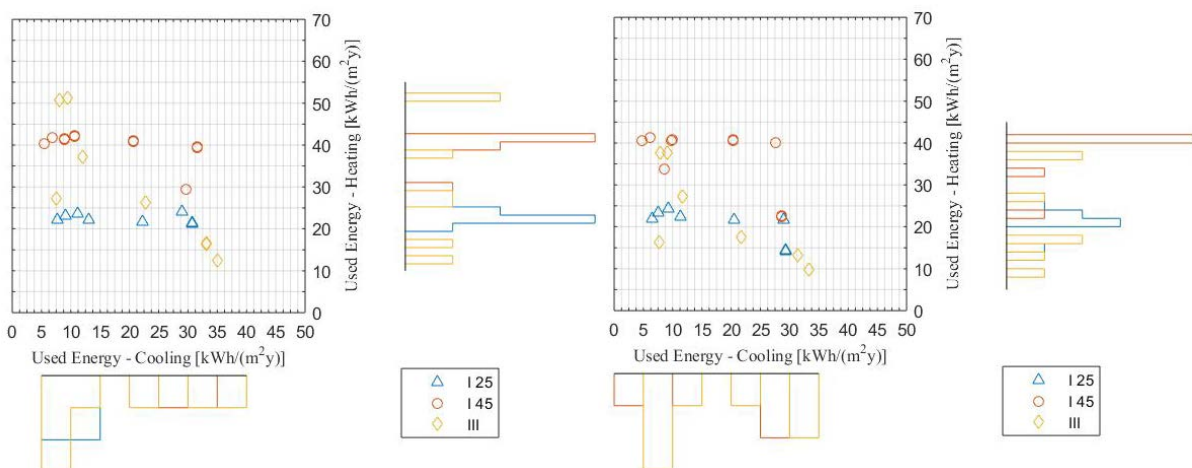 70
60
50
40
30
20
10
0
Used Energy - Heating [kWh/(m²y)]
0 5 10 15 20 25 30 35 40 45 50
Used Energy - Cooling [kWh/(m²y)]
I 25
I 45
III
70
60
50
40
30
20
10
0
Used Energy - Heating [kWh/(m²y)]
0 5 10 15 20 25 30 35 40 45 50
Used Energy - Cooling [kWh/(m²y)]
I 25
I 45
III